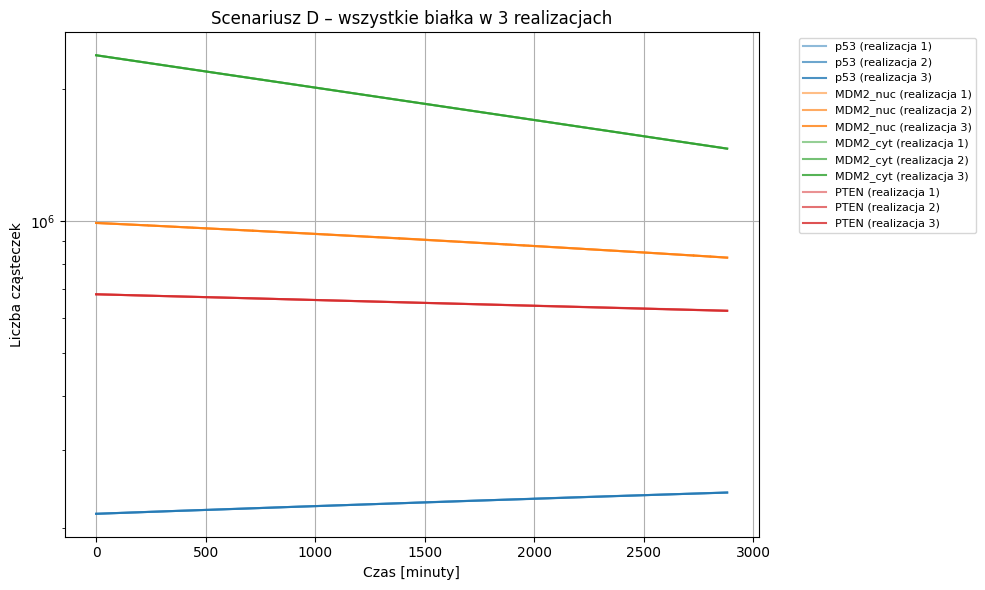 Scenariusz D – wszystkie białka w 3 realizacjach
Liczba cząsteczek
10⁶
0
500
1000
1500
2000
2500
3000
Czas [minuty]
p53 (realizacja 1)
p53 (realizacja 2)
p53 (realizacja 3)
MDM2_nuc (realizacja 1)
MDM2_nuc (realizacja 2)
MDM2_nuc (realizacja 3)
MDM2_cyt (realizacja 1)
MDM2_cyt (realizacja 2)
MDM2_cyt (realizacja 3)
PTEN (realizacja 1)
PTEN (realizacja 2)
PTEN (realizacja 3)